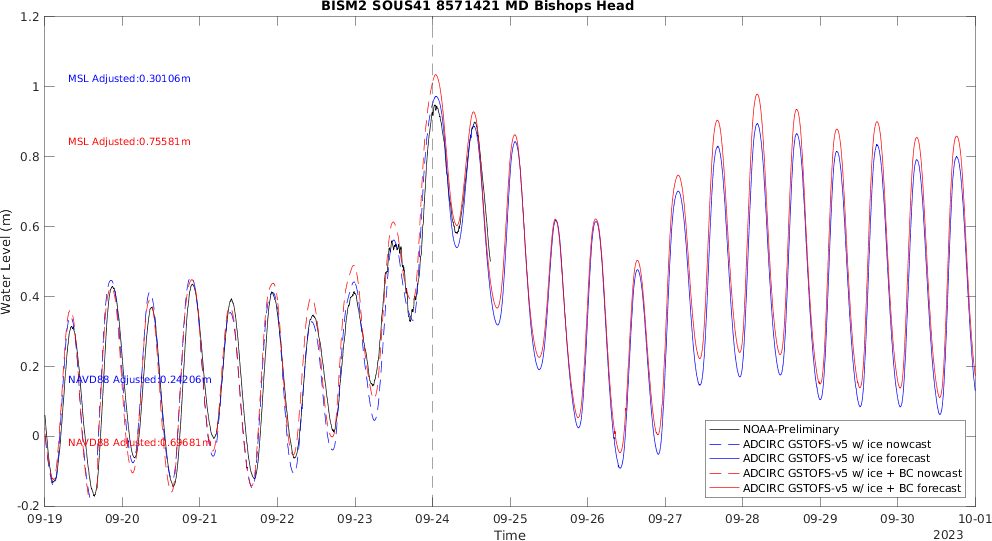 BISM2 SOUS41 8571421 MD Bishops Head
1.2
1
0.8
0.6
0.4
0.2
0
-0.2
Water Level (m)
MSL Adjusted:0.30106m
MSL Adjusted:0.75581m
NAVD88 Adjusted:0.24206m
NAVD88 Adjusted:0.69681m
NOAA-Preliminary
ADCIRC GSTOFS-v5 w/ ice nowcast
ADCIRC GSTOFS-v5 w/ ice forecast
ADCIRC GSTOFS-v5 w/ ice + BC nowcast
ADCIRC GSTOFS-v5 w/ ice + BC forecast
09-19 09-20 09-21 09-22 09-23 09-24 09-25 09-26 09-27 09-28 09-29 09-30 10-01
Time
2023